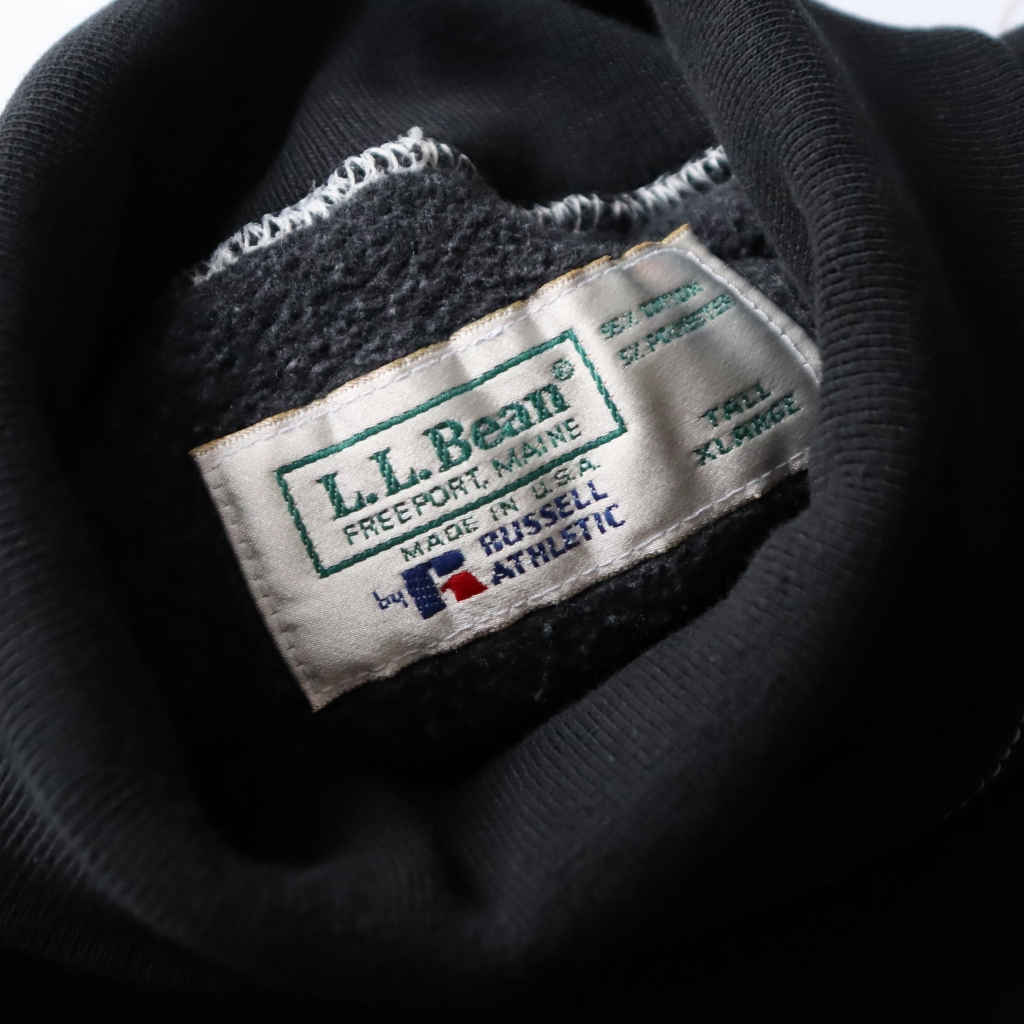 L.L.Bean®
FREEPORT, MAINE
MADE IN U.S.A.
by RUSSELL
ATHLETIC
95% COTTON
5% POLYESTER
TALL
XLARGE